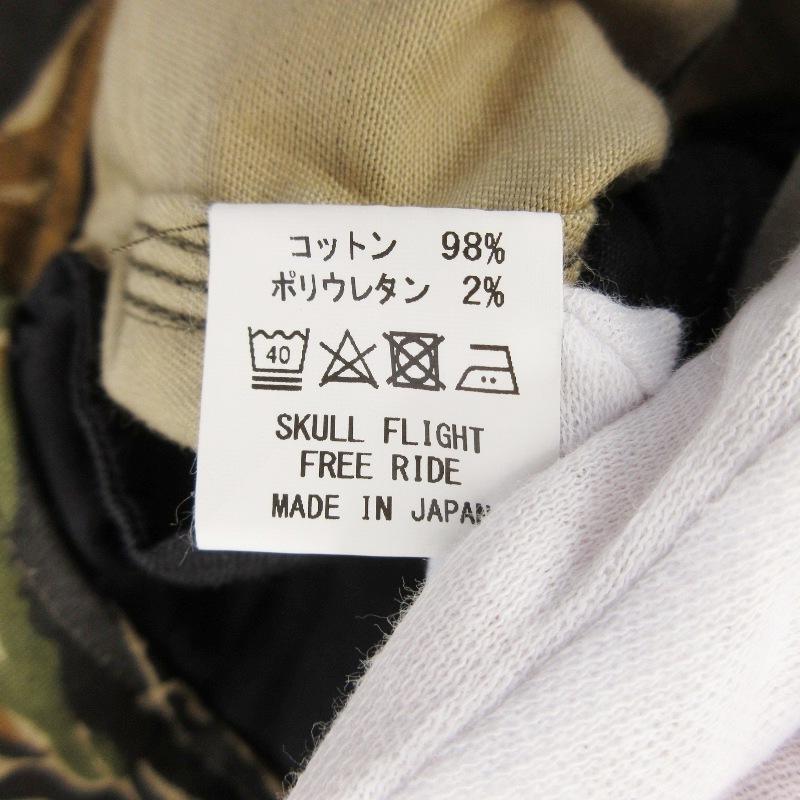 コットン 98%
ポリウレタン 2%
40
SKULL FLIGHT
FREE RIDE
MADE IN JAPAN